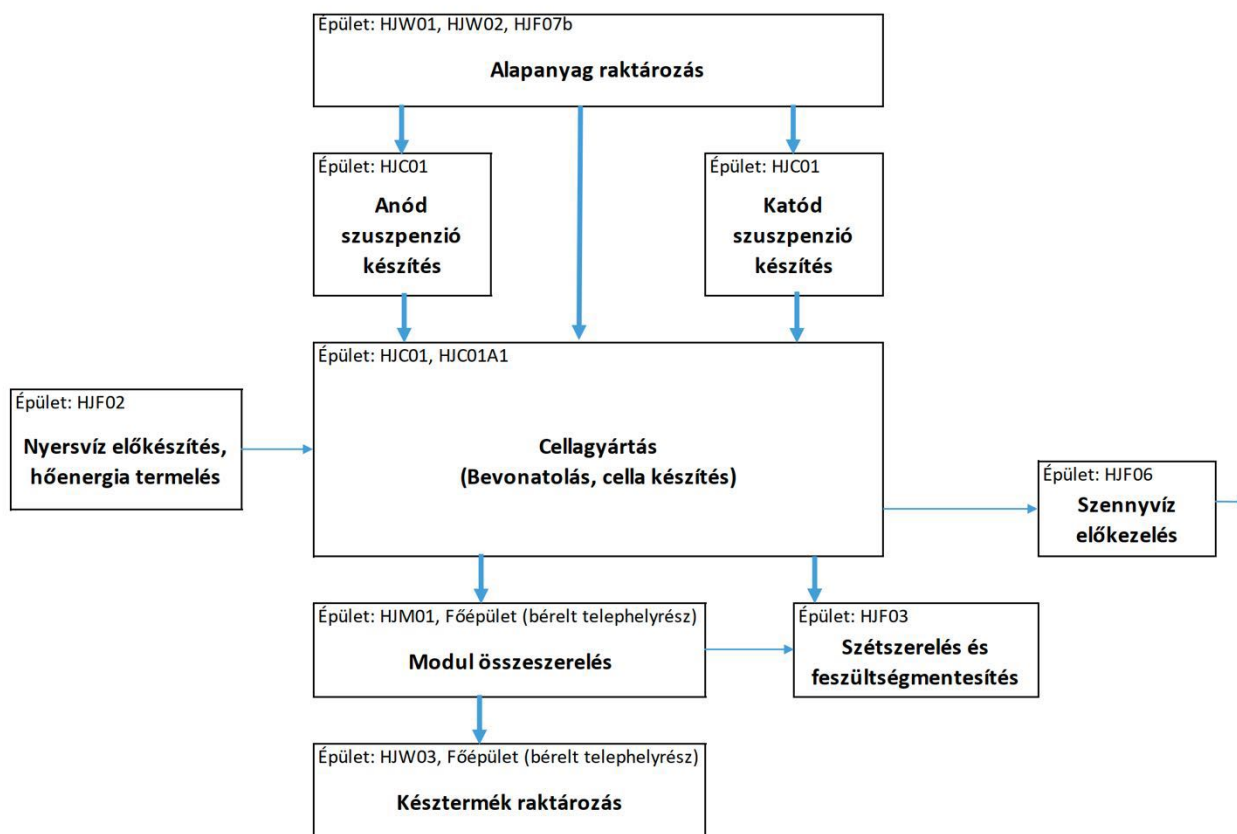 Épület: HJW01, HJW02, HJF07b
Alapanyag raktározás
Épület: HJC01
Anód
szuszpenzió
készítés
Épület: HJC01
Katód
szuszpenzió
készítés
Épület: HJC01, HJC01A1
Cellagyártás
(Bevonatolás, cella készítés)
Épület: HJF02
Nyersvíz előkészítés,
hőenergia termelés
Épület: HJF06
Szennyvíz
előkezelés
Épület: HJM01, Főépület (bérelt telephelyrész)
Modul összeszerelés
Épület: HJF03
Szétszerelés és
feszültségmentesítés
Épület: HJW03, Főépület (bérelt telephelyrész)
Késztermék raktározás